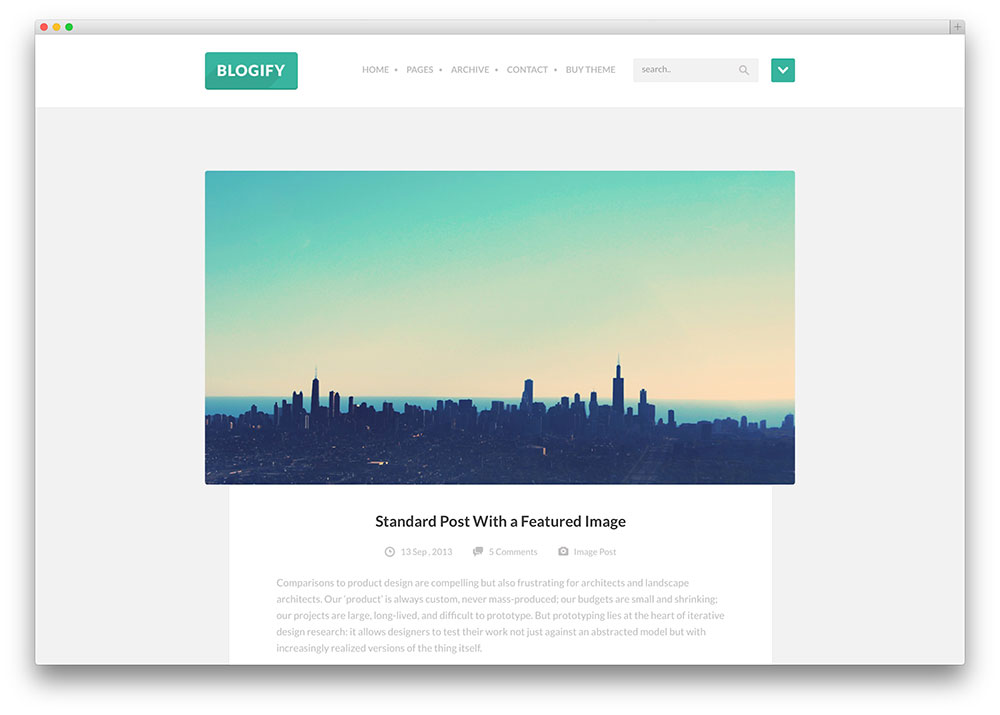 BLOGIFY
HOME • PAGES • ARCHIVE • CONTACT • BUY THEME
search..
Standard Post With a Featured Image
13 Sep , 2013 5 Comments Image Post
Comparisons to product design are compelling but also frustrating for architects and landscape
architects. Our 'product' is always custom, never mass-produced; our budgets are small and shrinking;
our projects are large, long-lived, and difficult to prototype. But prototyping lies at the heart of iterative
design research: it allows designers to test their work not just against an abstracted model but with
increasingly realized versions of the thing itself.